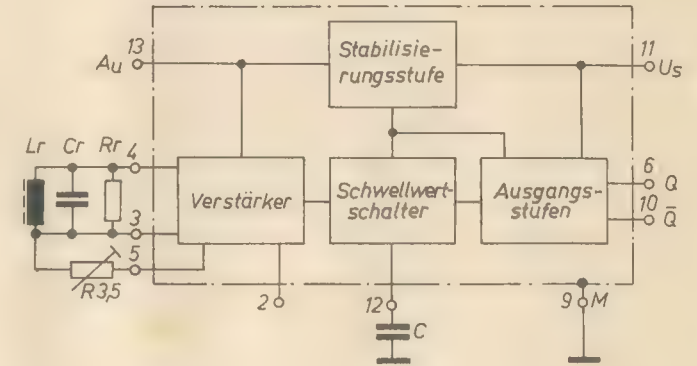 13
Au
Stabilisie-
rungsstufe
11
Us
Lr Cr Rr 4
Verstärker
Schwellwert-
schalter
Ausgangs-
stufen
6
Q
10
Q̅
3
5
R3,5
2
12
C
9 M